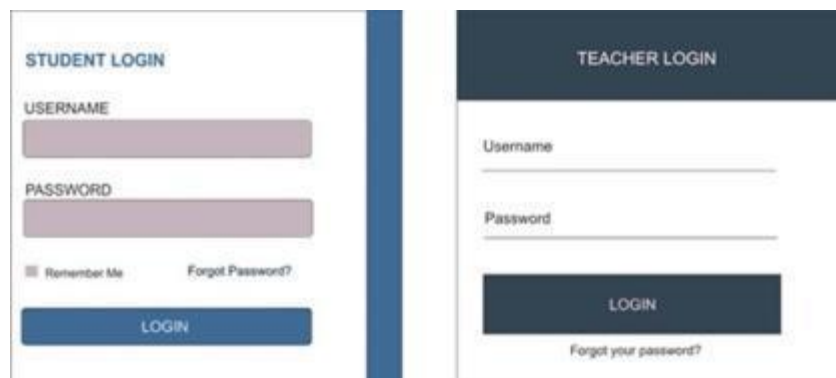 STUDENT LOGIN
USERNAME
PASSWORD
Remember Me Forgot Password?
LOGIN
TEACHER LOGIN
Username
Password
LOGIN
Forgot your password?